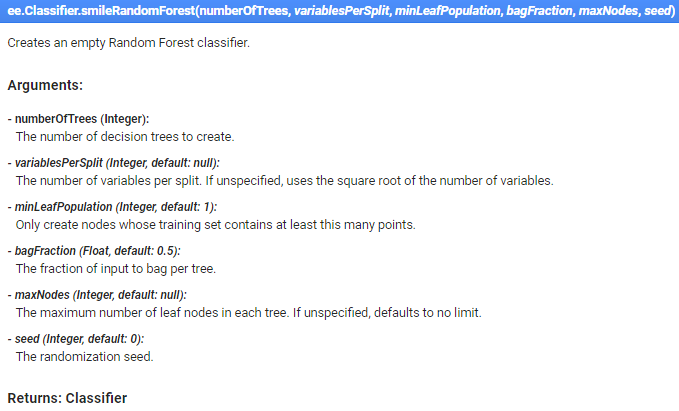 ee.Classifier.smileRandomForest(numberOfTrees, variablesPerSplit, minLeafPopulation, bagFraction, maxNodes, seed)
Creates an empty Random Forest classifier.
Arguments:
- numberOfTrees (Integer):
The number of decision trees to create.
- variablesPerSplit (Integer, default: null):
The number of variables per split. If unspecified, uses the square root of the number of variables.
- minLeafPopulation (Integer, default: 1):
Only create nodes whose training set contains at least this many points.
- bagFraction (Float, default: 0.5):
The fraction of input to bag per tree.
- maxNodes (Integer, default: null):
The maximum number of leaf nodes in each tree. If unspecified, defaults to no limit.
- seed (Integer, default: 0):
The randomization seed.
Returns: Classifier